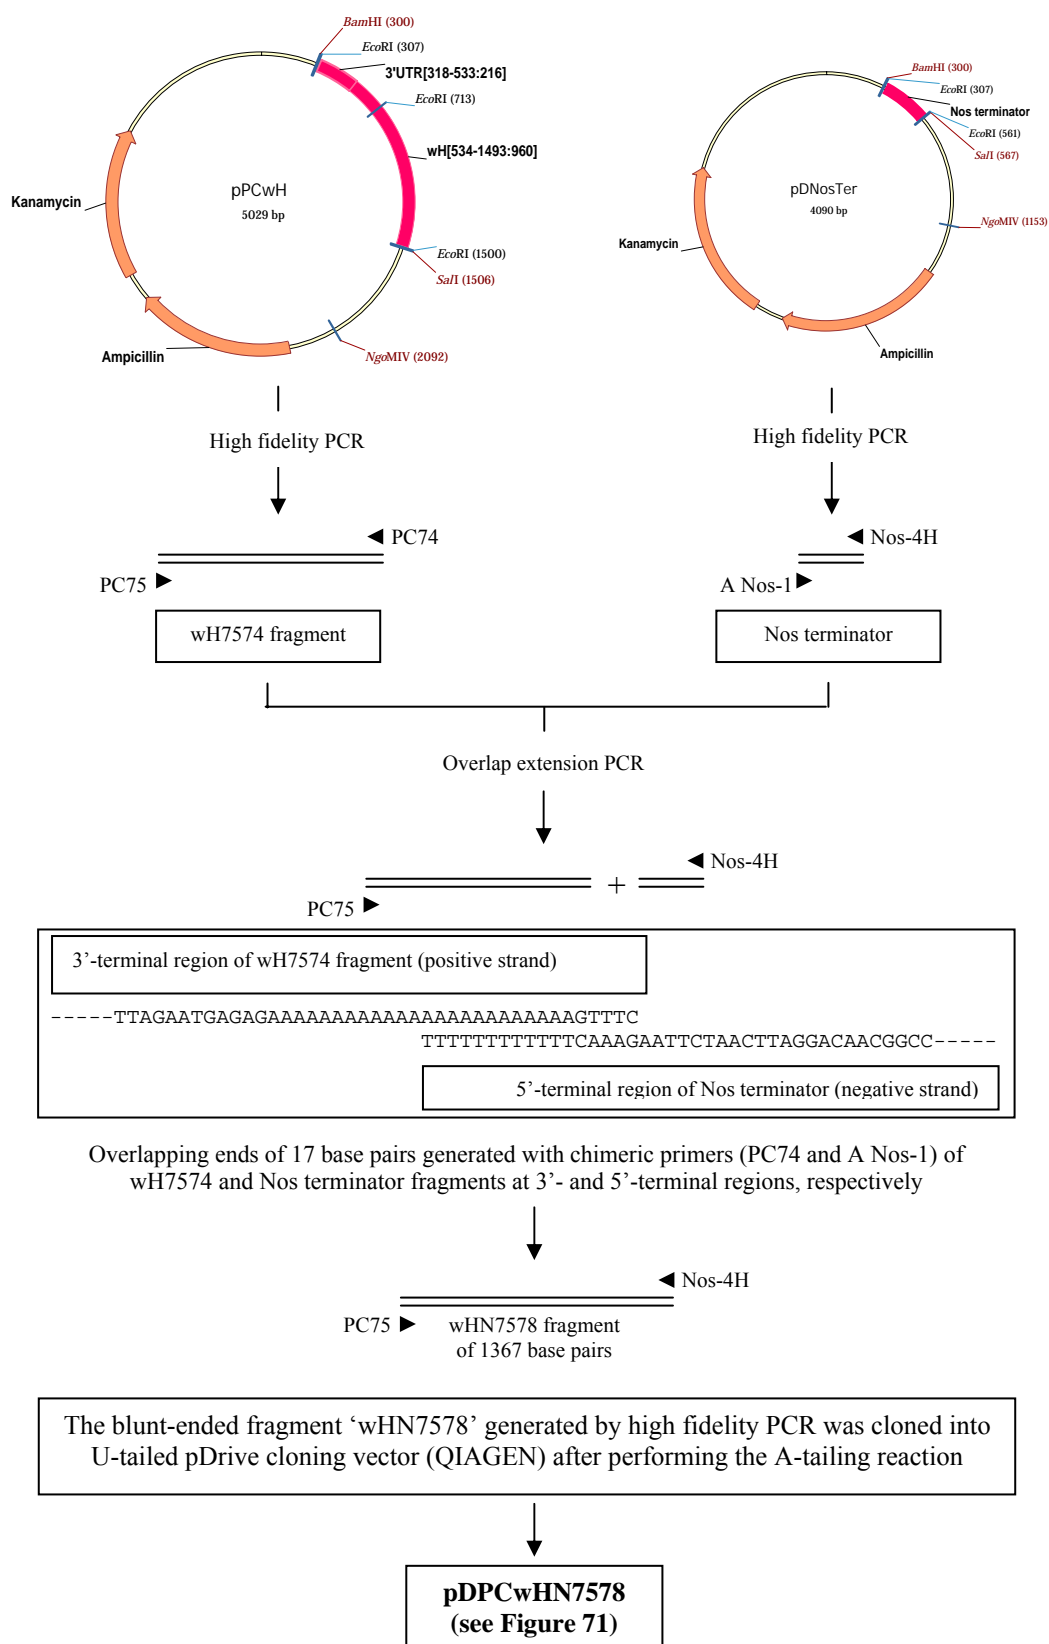 BamHI (300)
EcoRI (307)
3'UTR[318-533:216]
EcoRI (713)
wH[534-1493:960]
pPCwH
5029 bp
Kanamycin
EcoRI (1500)
SalI (1506)
Ampicillin
NgoMIV (2092)
BamHI (300)
EcoRI (307)
Nos terminator
EcoRI (561)
SalI (567)
pDNosTer
4090 bp
NgoMIV (1153)
Kanamycin
Ampicillin
High fidelity PCR
High fidelity PCR
PC74
PC75
Nos-4H
A Nos-1
wH7574 fragment
Nos terminator
Overlap extension PCR
Nos-4H
+
PC75
3’-terminal region of wH7574 fragment (positive strand)
-----TTAGAATGAGAGAAAAAAAAAAAAAAAAAAAAAAAAAGTTTC
TTTTTTTTTTTTCAAAGAATTCTAACTTAGGACAACGGCC-----
5’-terminal region of Nos terminator (negative strand)
Overlapping ends of 17 base pairs generated with chimeric primers (PC74 and A Nos-1) of
wH7574 and Nos terminator fragments at 3’- and 5’-terminal regions, respectively
Nos-4H
PC75
wHN7578 fragment
of 1367 base pairs
The blunt-ended fragment ‘wHN7578’ generated by high fidelity PCR was cloned into
U-tailed pDrive cloning vector (QIAGEN) after performing the A-tailing reaction
pDPCwHN7578
(see Figure 71)